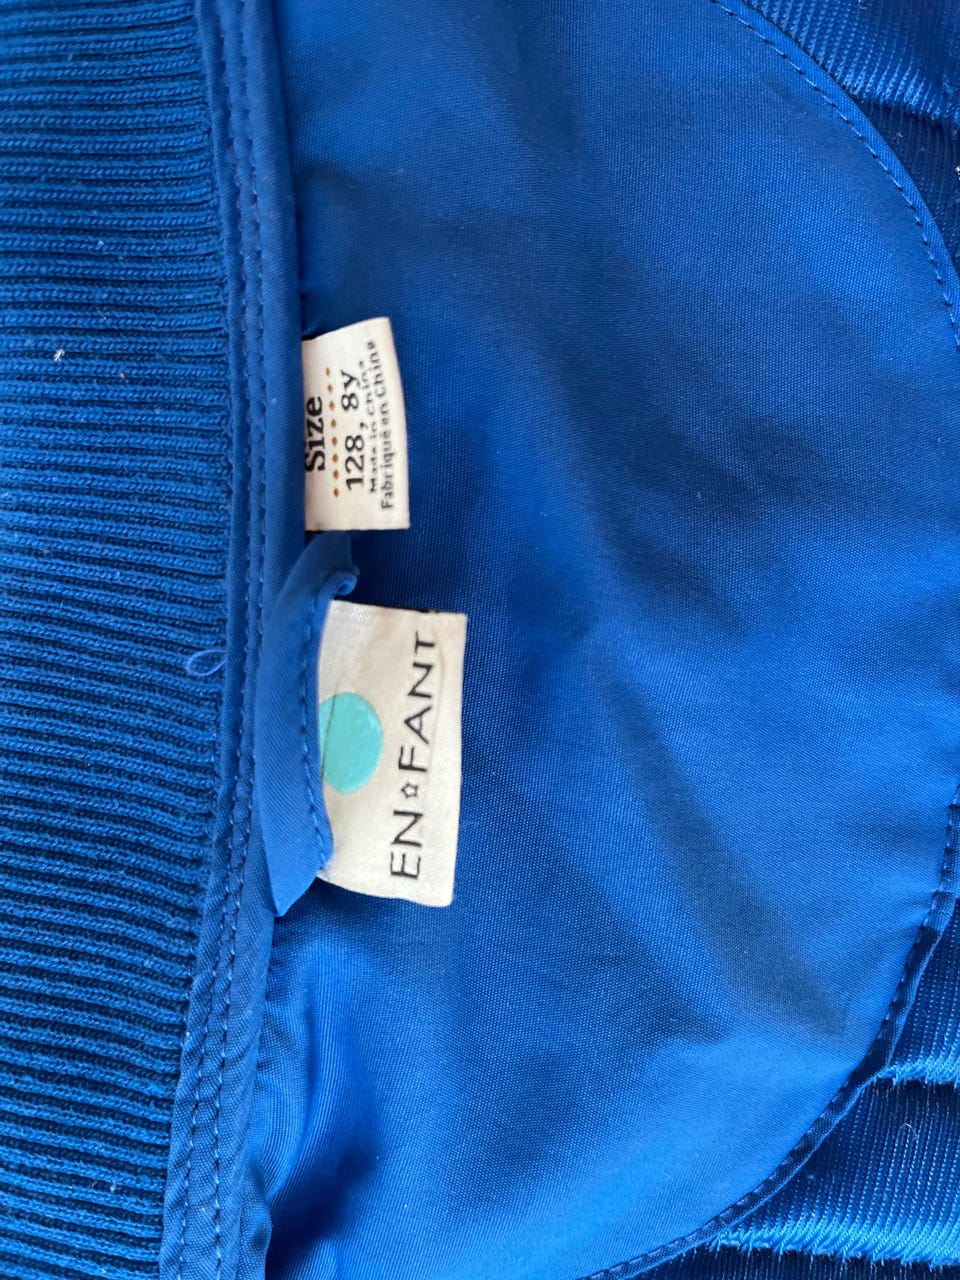 Size
128, 8y
Made in China
Fabriqué en Chine
EN☆FANT